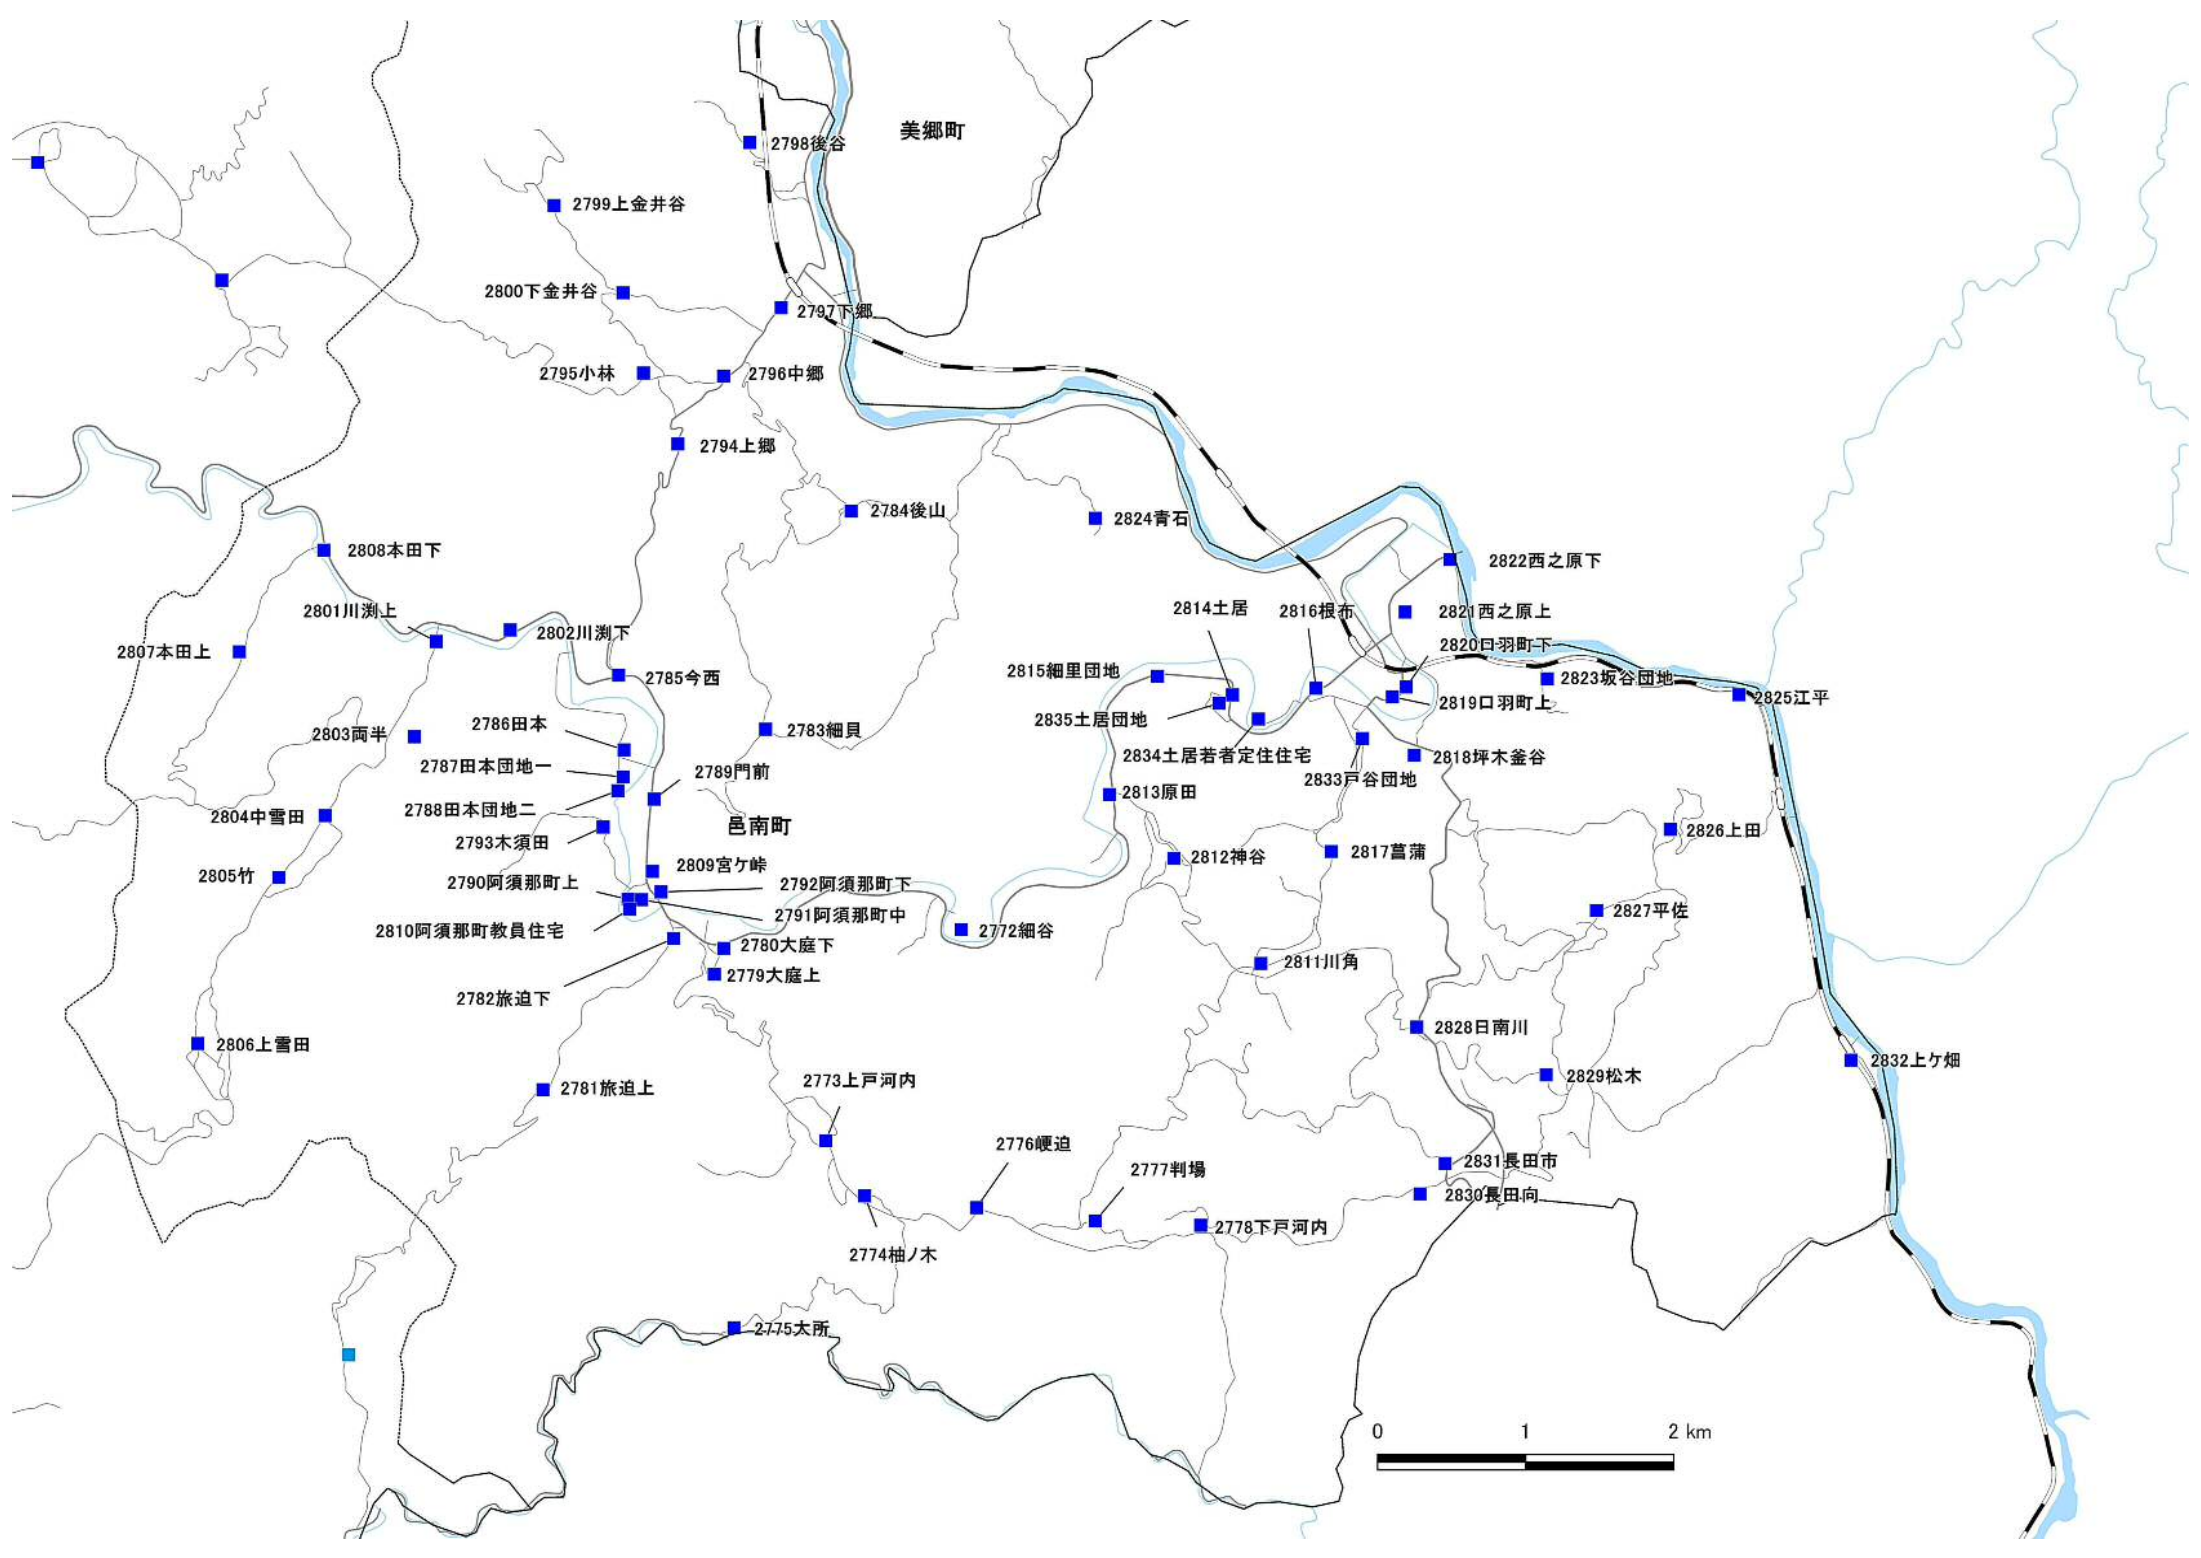 美郷町
2798後谷
2799上金井谷
2800下金井谷
2797下郷
2795小林
2796中郷
2794上郷
2784後山
2824青石
2808本田下
2822西之原下
2801川渕上
2814土居
2816根布
2821西之原上
2802川渕下
2820口羽町下
2807本田上
2815細里団地
2785今西
2823坂谷団地
2825江平
2819口羽町上
2835土居団地
2786田本
2783細貝
2803両半
2834土居若者定住住宅
2818坪木釜谷
2787田本団地一
2789門前
2833戸谷団地
2813原田
2788田本団地二
2804中雪田
邑南町
2826上田
2793木須田
2817菖蒲
2812神谷
2809宮ケ峠
2805竹
2790阿須那町上
2792阿須那町下
2791阿須那町中
2827平佐
2810阿須那町教員住宅
2772細谷
2780大庭下
2811川角
2779大庭上
2782旅迫下
2828日南川
2806上雪田
2832上ケ畑
2829松木
2773上戸河内
2781旅迫上
2776峺迫
2831長田市
2777判場
2830長田向
2778下戸河内
2774柚ノ木
2775大所
0 1 2 km